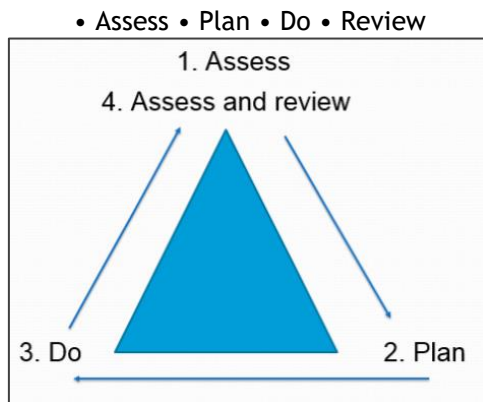 • Assess • Plan • Do • Review
1. Assess
4. Assess and review
3. Do
2. Plan